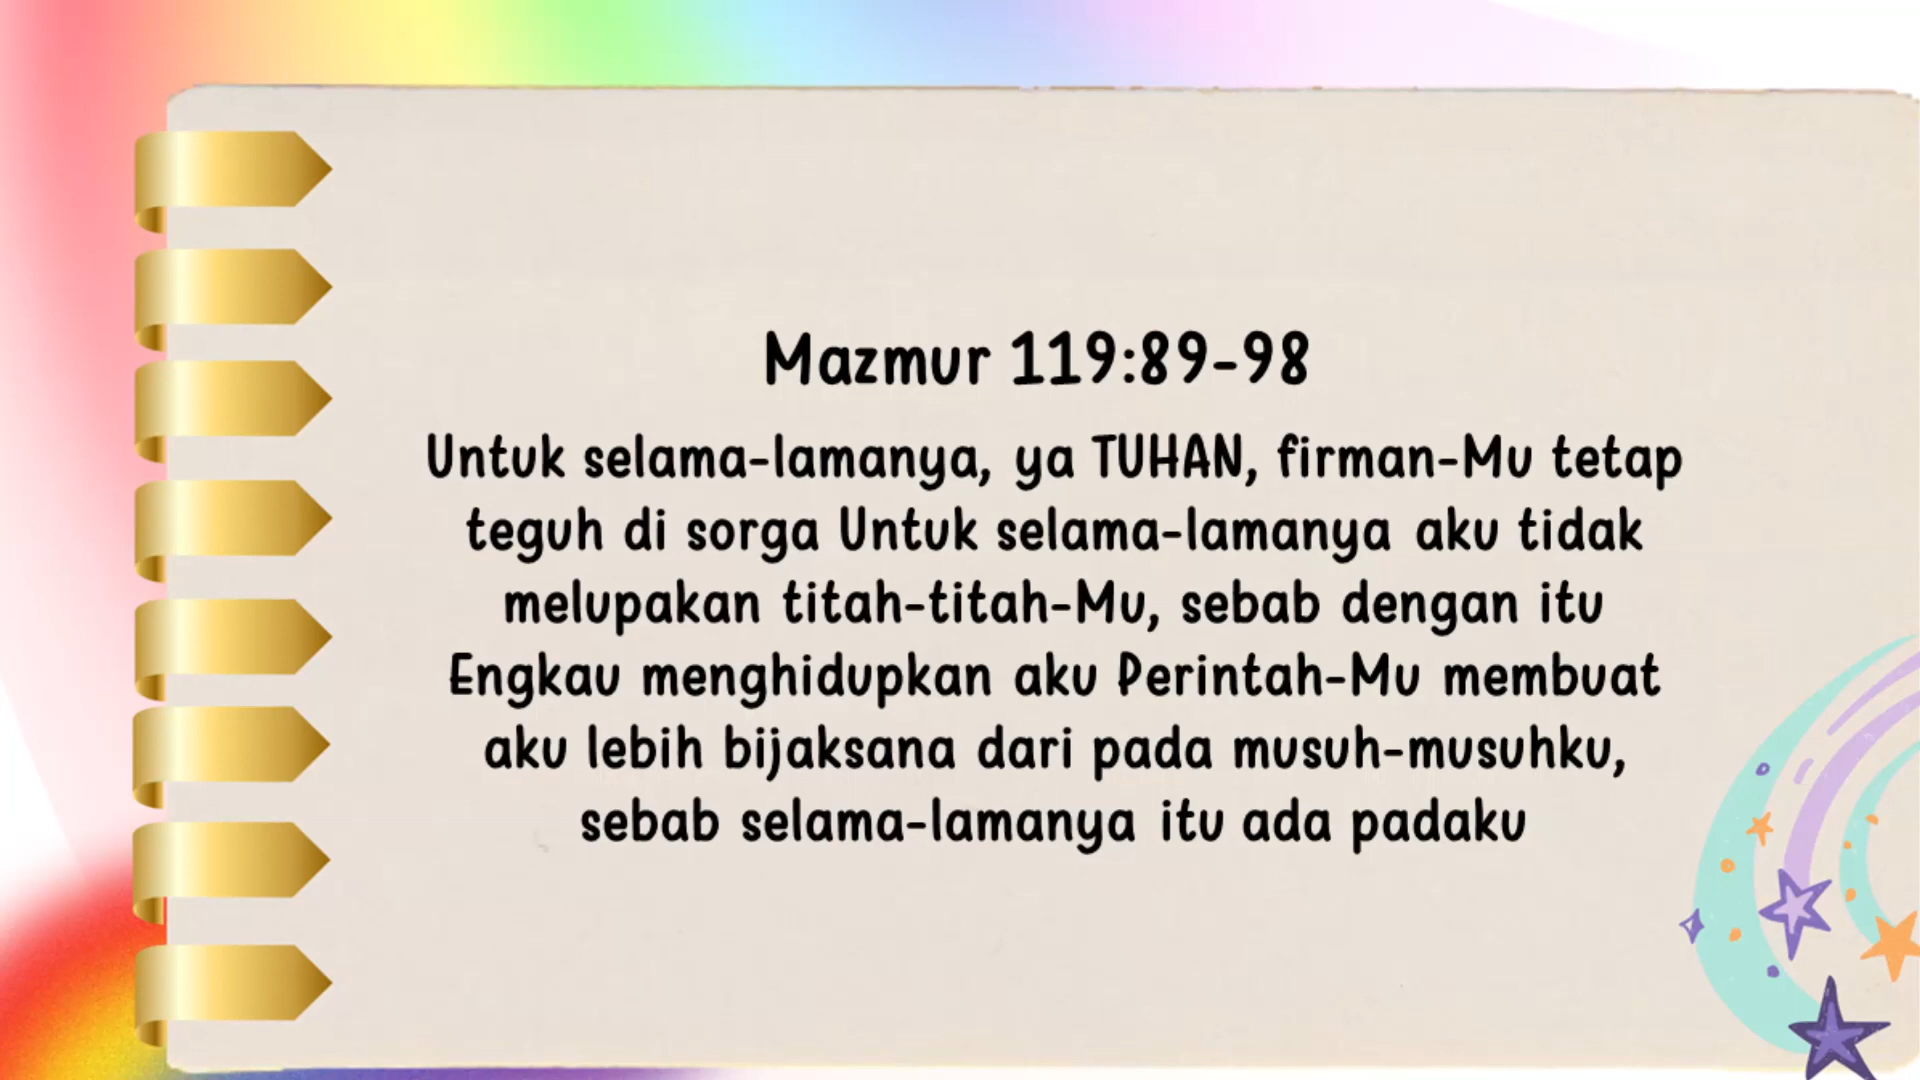 Mazmur 119:89-98
Untuk selama-lamanya, ya TUHAN, firman-Mu tetap
teguh di sorga Untuk selama-lamanya aku tidak
melupakan titah-titah-Mu, sebab dengan itu
Engkau menghidupkan aku Perintah-Mu membuat
aku lebih bijaksana dari pada musuh-musuhku,
sebab selama-lamanya itu ada padaku